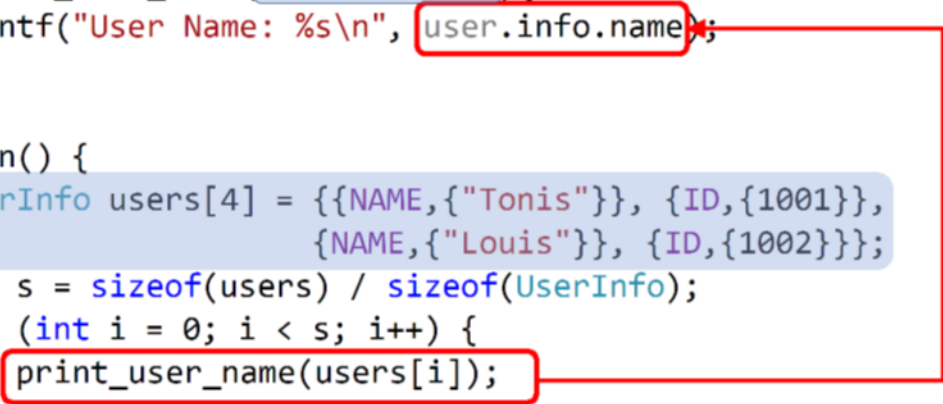 ntf("User Name: %s\n", user.info.name);
n() {
rInfo users[4] = {{NAME,{"Tonis"}}, {ID,{1001}},
{NAME,{"Louis"}}, {ID,{1002}}};
s = sizeof(users) / sizeof(UserInfo);
(int i = 0; i < s; i++) {
print_user_name(users[i]);